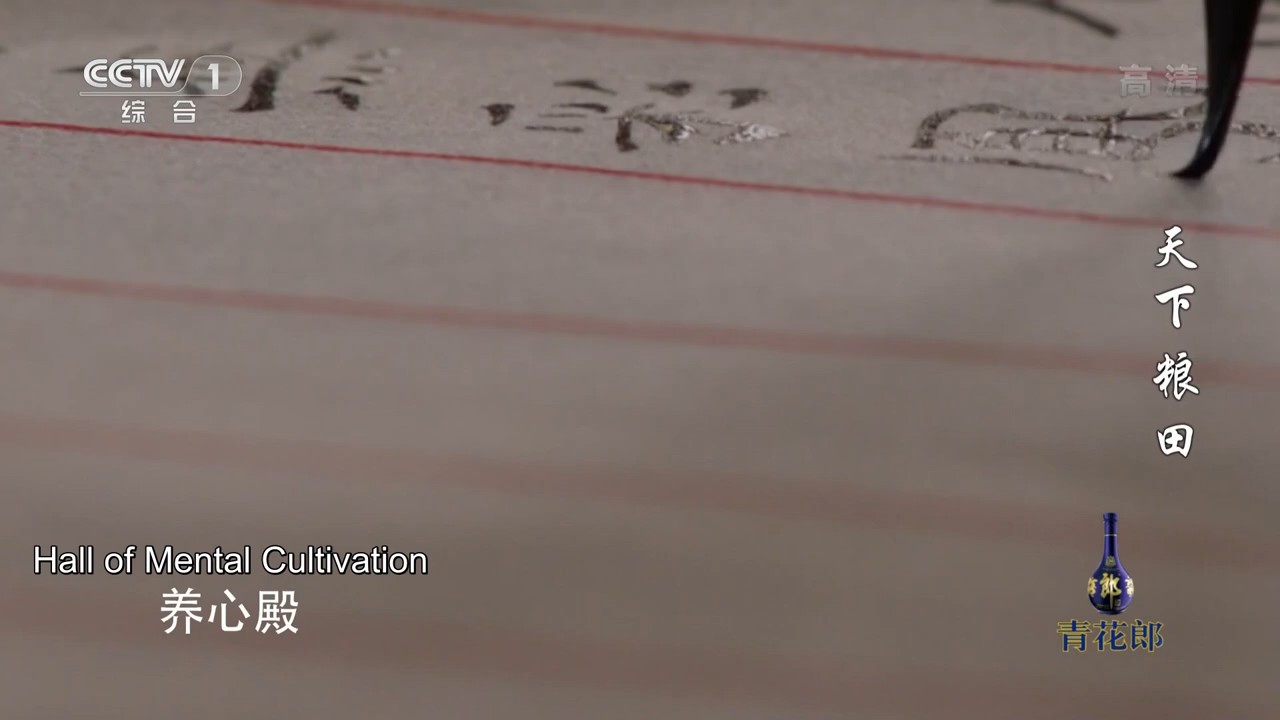 CCTV 1
综合
高清
天下粮田
郎
青花郎
Hall of Mental Cultivation
养心殿